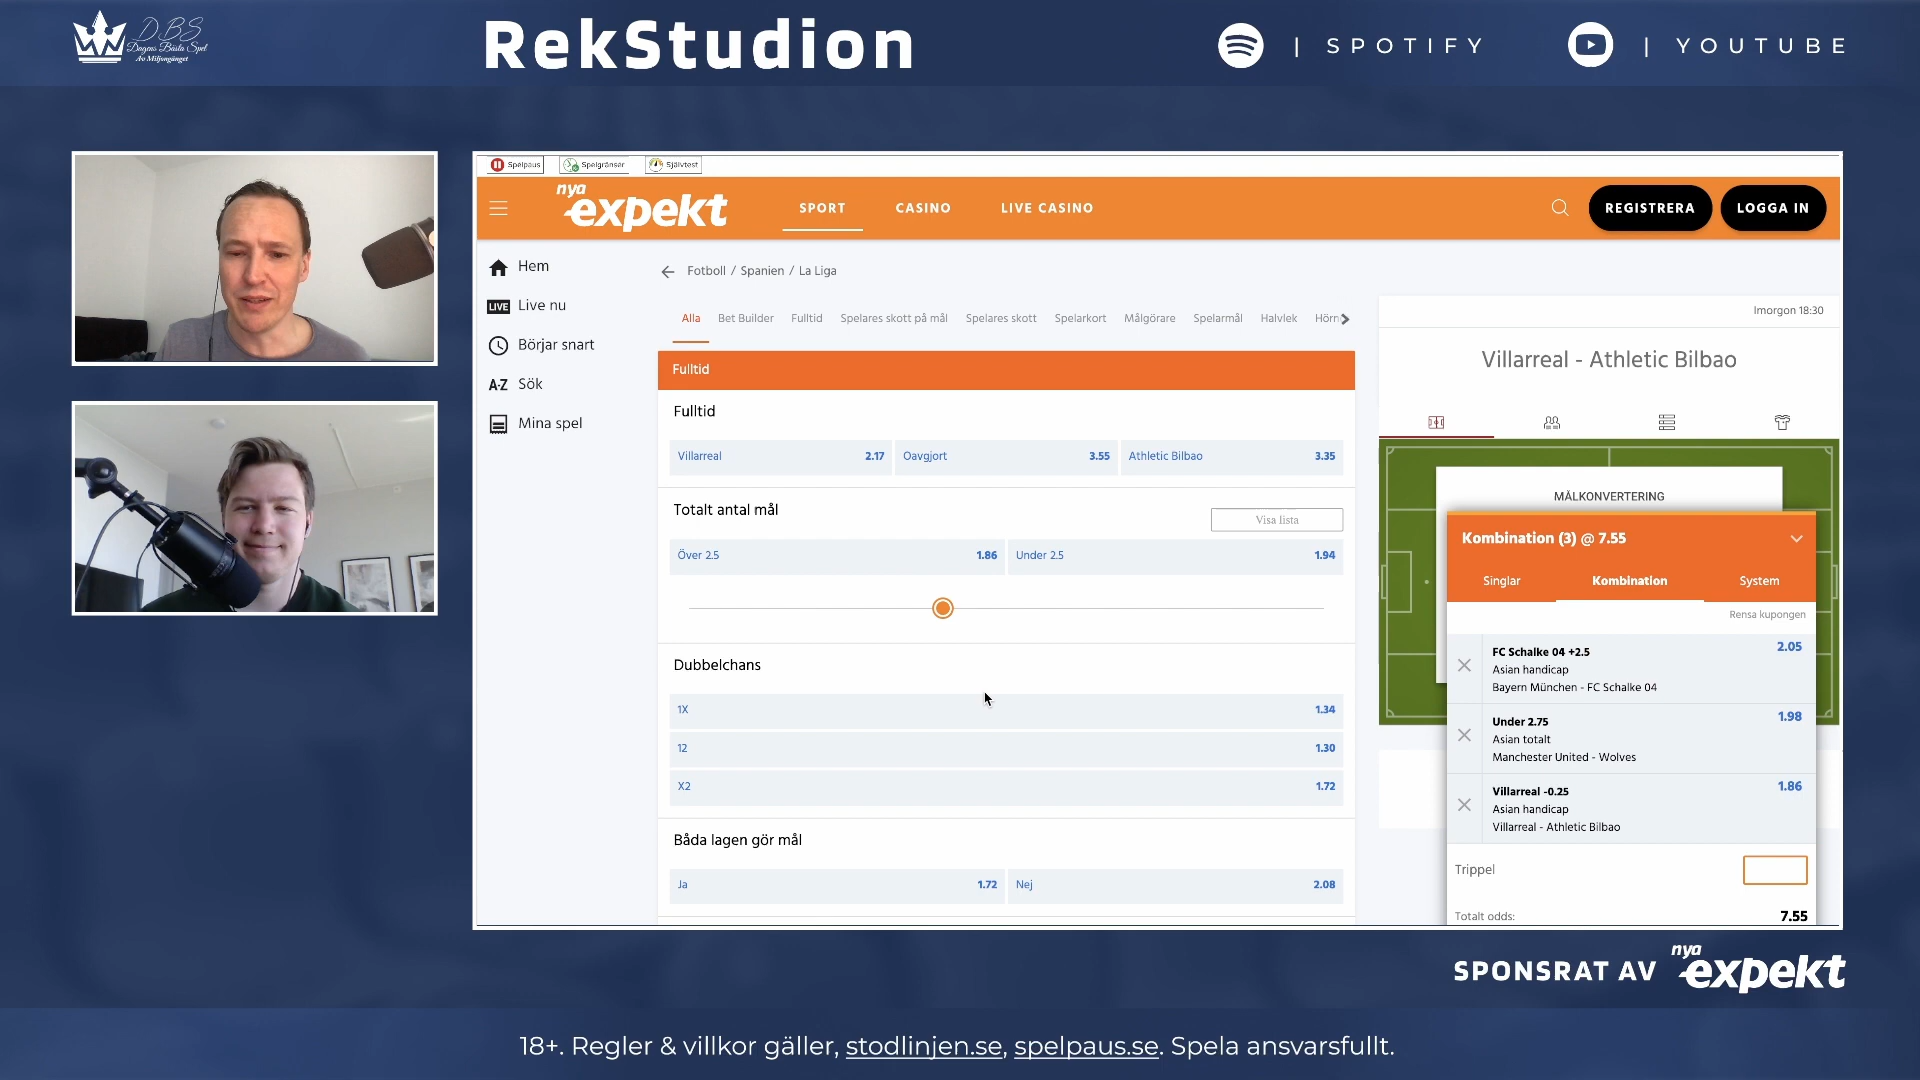 DBS
Dagens Bästa Spel
Av Miljongänget
RekStudion
| SPOTIFY
| YOUTUBE
Spelpaus
Spelgränser
Självtest
nya
expekt
SPORT
CASINO
LIVE CASINO
REGISTRERA
LOGGA IN
Hem
LIVE Live nu
Börjar snart
A-Z Sök
Mina spel
Fotboll / Spanien / La Liga
Alla Bet Builder Fulltid Spelares skott på mål Spelares skott Spelarkort Målgörare Spelarmål Halvlek Hörn
Fulltid
Fulltid
Villarreal 2.17 Oavgjort 3.55 Athletic Bilbao 3.35
Totalt antal mål
Visa lista
Över 2.5 1.86 Under 2.5 1.94
Dubbelchans
1X 1.34
12 1.30
X2 1.72
Båda lagen gör mål
Ja 1.72 Nej 2.08
Imorgon 18:30
Villarreal - Athletic Bilbao
MÅLKONVERTERING
Kombination (3) @ 7.55
Singlar Kombination System
Rensa kupongen
FC Schalke 04 +2.5 2.05
Asian handicap
Bayern München - FC Schalke 04
Under 2.75 1.98
Asian totalt
Manchester United - Wolves
Villarreal -0.25 1.86
Asian handicap
Villarreal - Athletic Bilbao
Trippel
Totalt odds: 7.55
SPONSRAT AV nya expekt
18+. Regler & villkor gäller, stodlinjen.se, spelpaus.se. Spela ansvarsfullt.